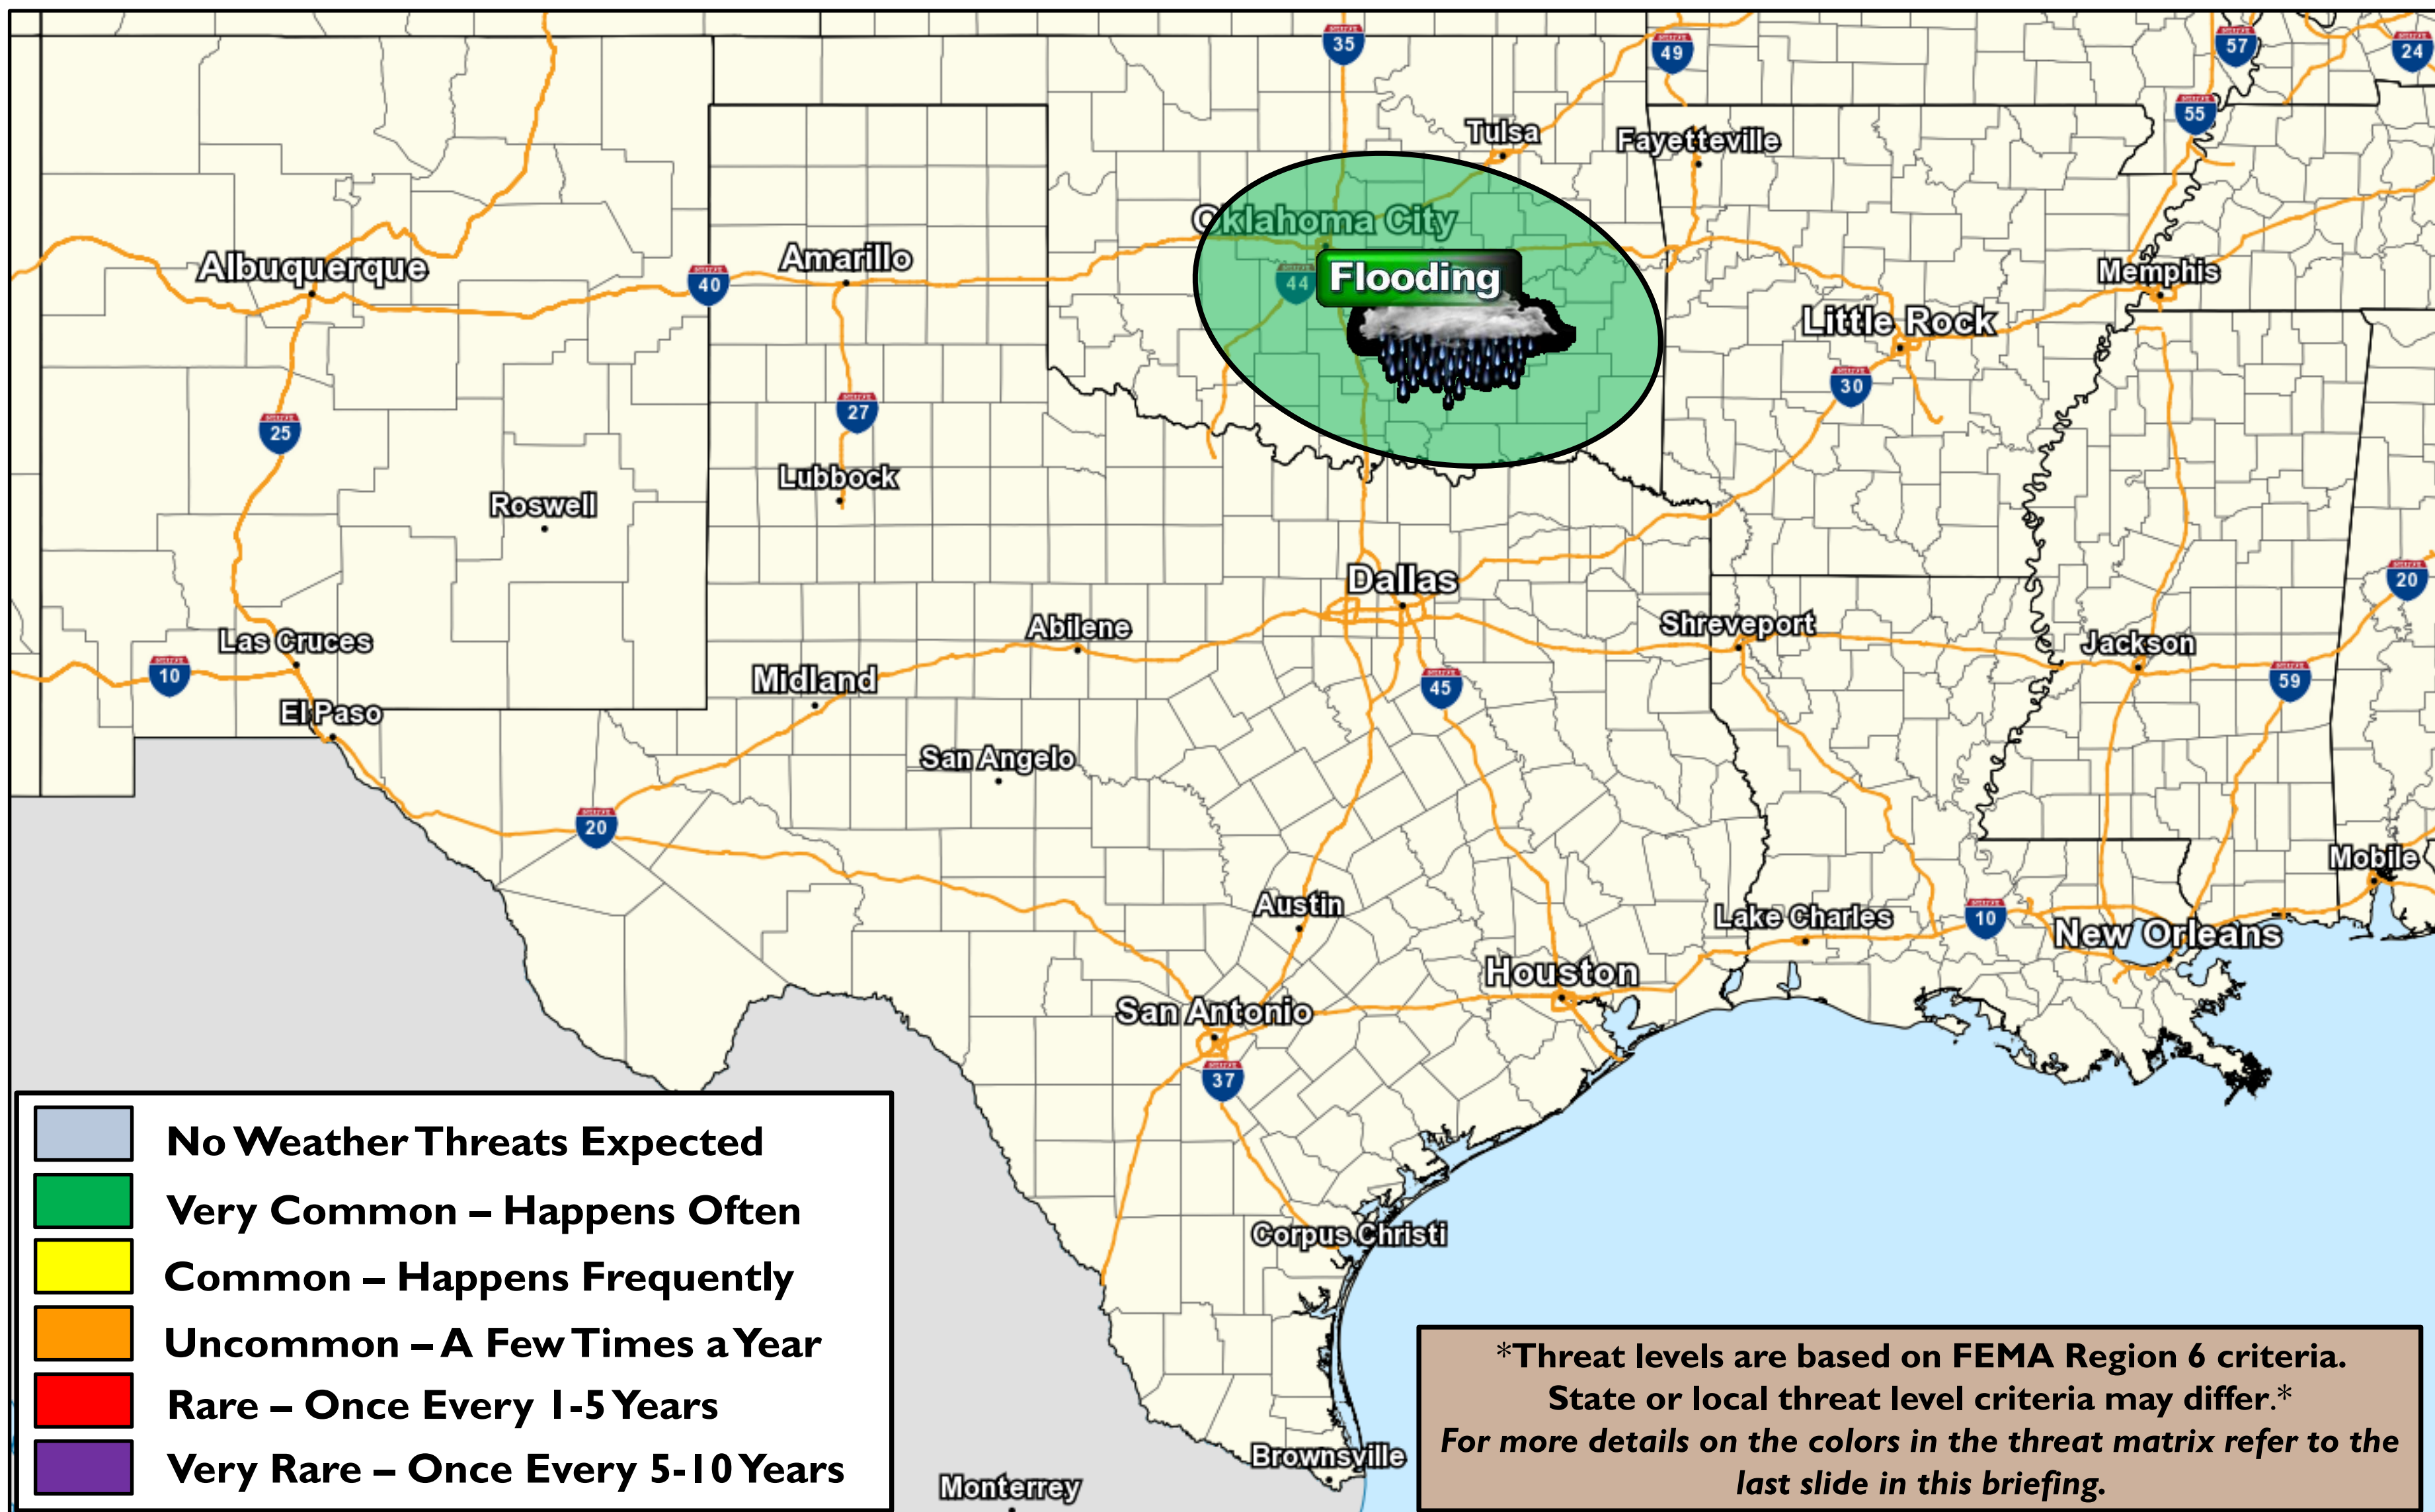 35
49
57
24
55
Tulsa
Fayetteville
Oklahoma City
Albuquerque
Amarillo
40
44
Flooding
Memphis
Little Rock
30
27
25
Lubbock
Roswell
Dallas
20
Las Cruces
Abilene
Shreveport
Jackson
10
Midland
45
59
El Paso
San Angelo
20
Mobile
Austin
Lake Charles
10
New Orleans
Houston
San Antonio
37
Corpus Christi
Brownsville
Monterrey
No Weather Threats Expected
Very Common – Happens Often
Common – Happens Frequently
Uncommon – A Few Times a Year
Rare – Once Every 1-5 Years
Very Rare – Once Every 5-10 Years
*Threat levels are based on FEMA Region 6 criteria.
State or local threat level criteria may differ.*
For more details on the colors in the threat matrix refer to the
last slide in this briefing.